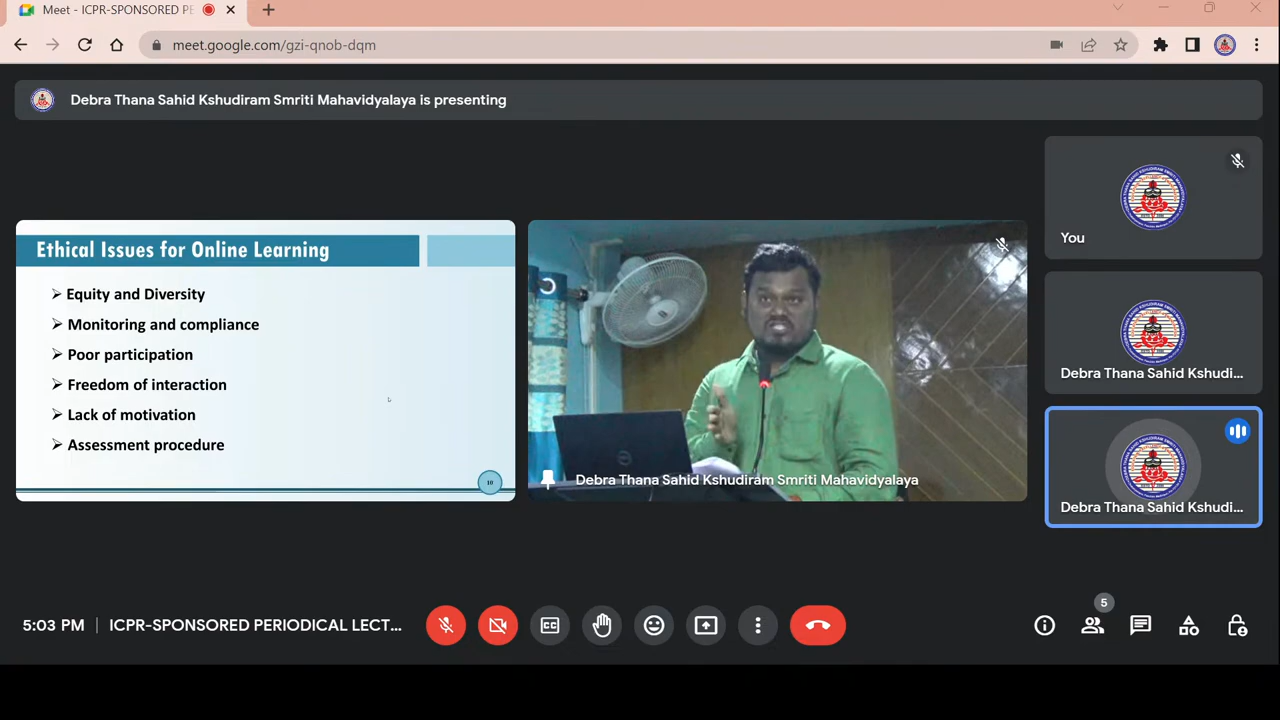 Meet - ICPR-SPONSORED PE
meet.google.com/gzi-qnob-dqm
Debra Thana Sahid Kshudiram Smriti Mahavidyalaya is presenting
Ethical Issues for Online Learning
➢ Equity and Diversity
➢ Monitoring and compliance
➢ Poor participation
➢ Freedom of interaction
➢ Lack of motivation
➢ Assessment procedure
10
Debra Thana Sahid Kshudiram Smriti Mahavidyalaya
You
Debra Thana Sahid Kshudi...
Debra Thana Sahid Kshudi...
5:03 PM | ICPR-SPONSORED PERIODICAL LECT...
CC
5